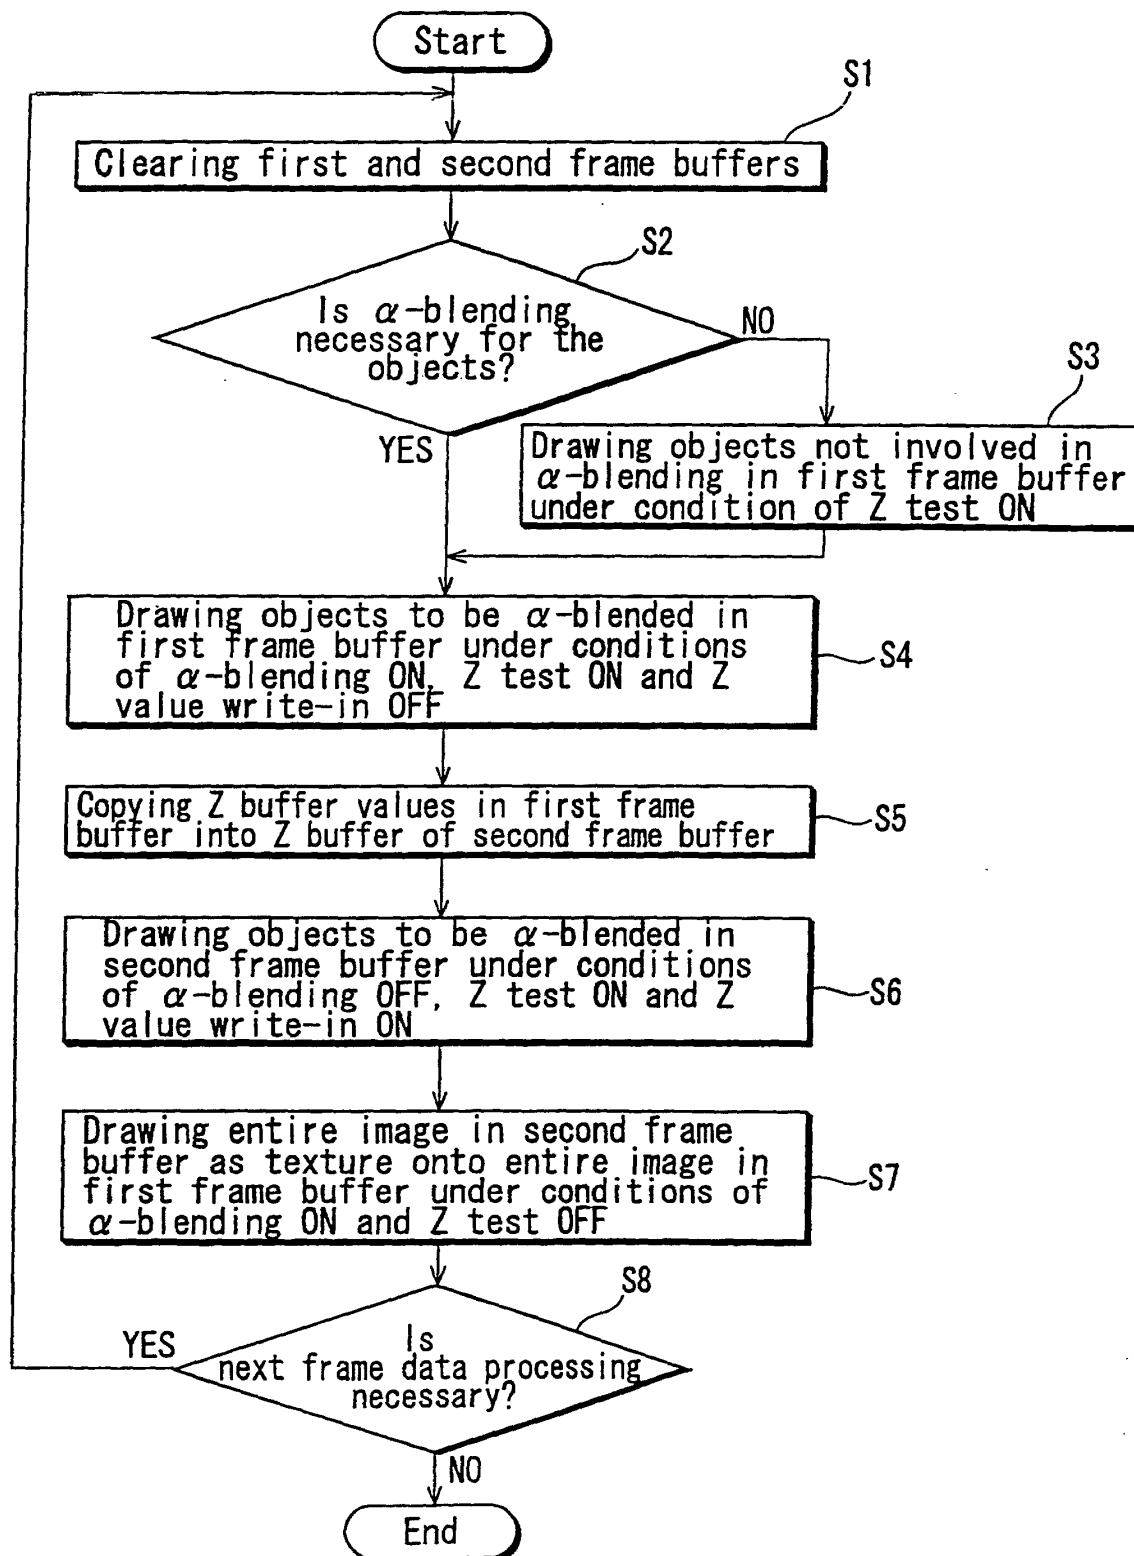 Start
S1
Clearing first and second frame buffers
S2
Is α-blending
necessary for the
objects?
NO
YES
S3
Drawing objects not involved in
α-blending in first frame buffer
under condition of Z test ON
Drawing objects to be α-blended in
first frame buffer under conditions
of α-blending ON, Z test ON and Z
value write-in OFF
S4
Copying Z buffer values in first frame
buffer into Z buffer of second frame buffer
S5
Drawing objects to be α-blended in
second frame buffer under conditions
of α-blending OFF, Z test ON and Z
value write-in ON
S6
Drawing entire image in second frame
buffer as texture onto entire image in
first frame buffer under conditions of
α-blending ON and Z test OFF
S7
S8
YES
Is
next frame data processing
necessary?
NO
End